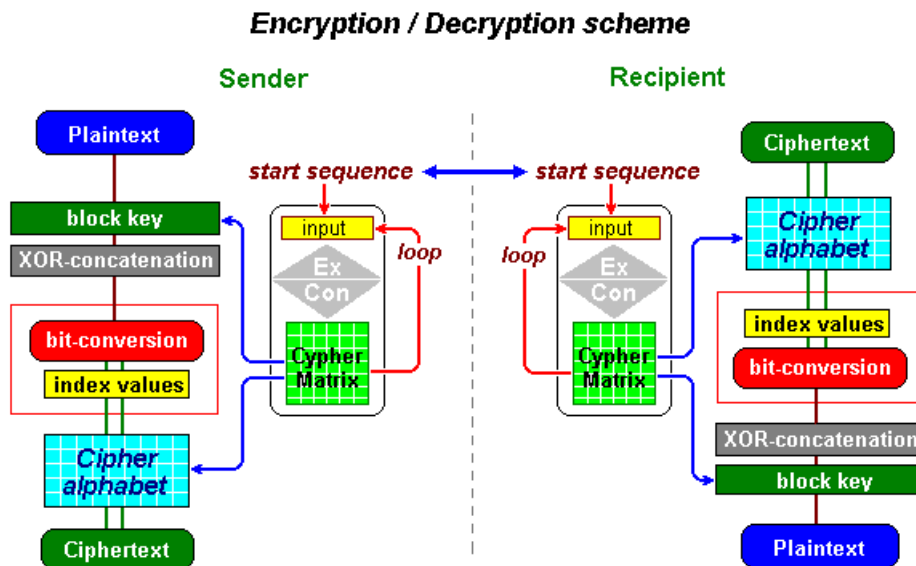 Encryption / Decryption scheme
Sender
Recipient
Plaintext
start sequence
block key
input
XOR-concatenation
loop
Ex
Con
bit-conversion
index values
Cypher
Matrix
Cipher
alphabet
Ciphertext
start sequence
Ciphertext
input
Cipher
alphabet
loop
Ex
Con
index values
Cypher
Matrix
bit-conversion
XOR-concatenation
block key
Plaintext